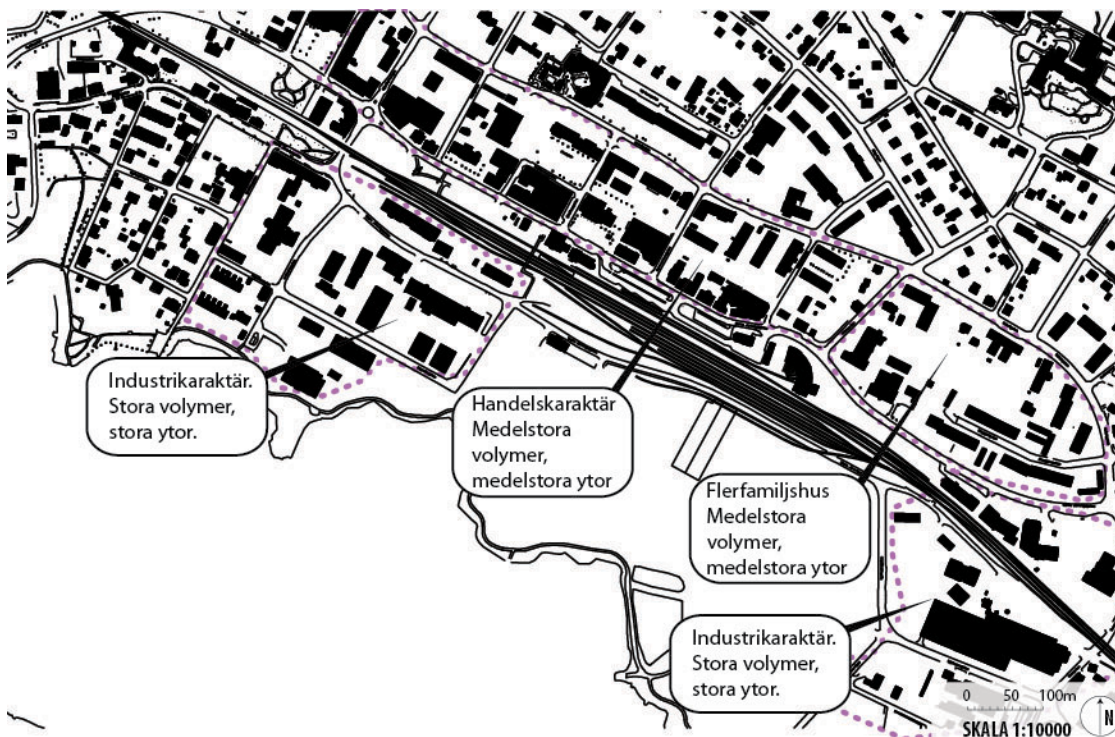 Industrikaraktär.
Stora volymer,
stora ytor.
Handelskaraktär
Medelstora
volymer,
medelstora ytor
Flerfamiljshus
Medelstora
volymer,
medelstora ytor
Industrikaraktär.
Stora volymer,
stora ytor.
0 50 100m
SKALA 1:10000
N